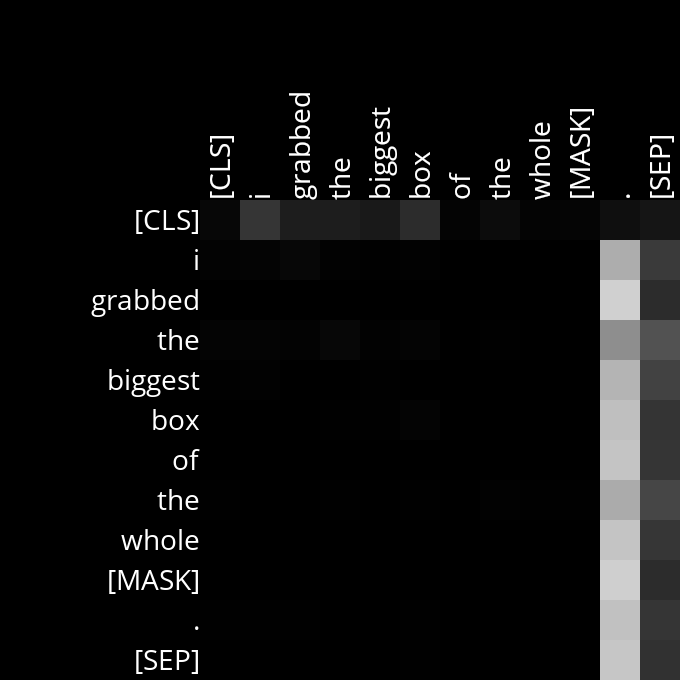 [CLS] i grabbed the biggest box of the whole [MASK] . [SEP]
[CLS]
i
grabbed
the
biggest
box
of
the
whole
[MASK]
.
[SEP]